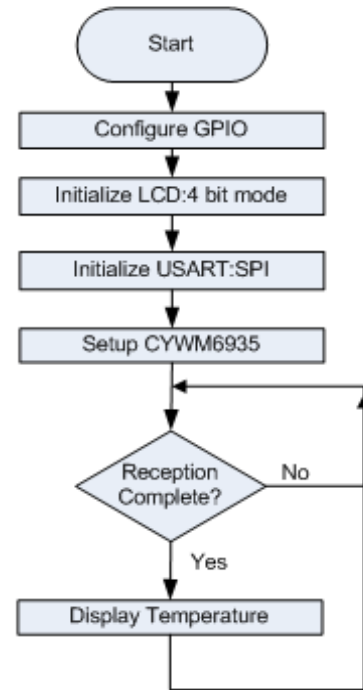 Start
Configure GPIO
Initialize LCD:4 bit mode
Initialize USART:SPI
Setup CYWM6935
Reception
Complete?
No
Yes
Display Temperature